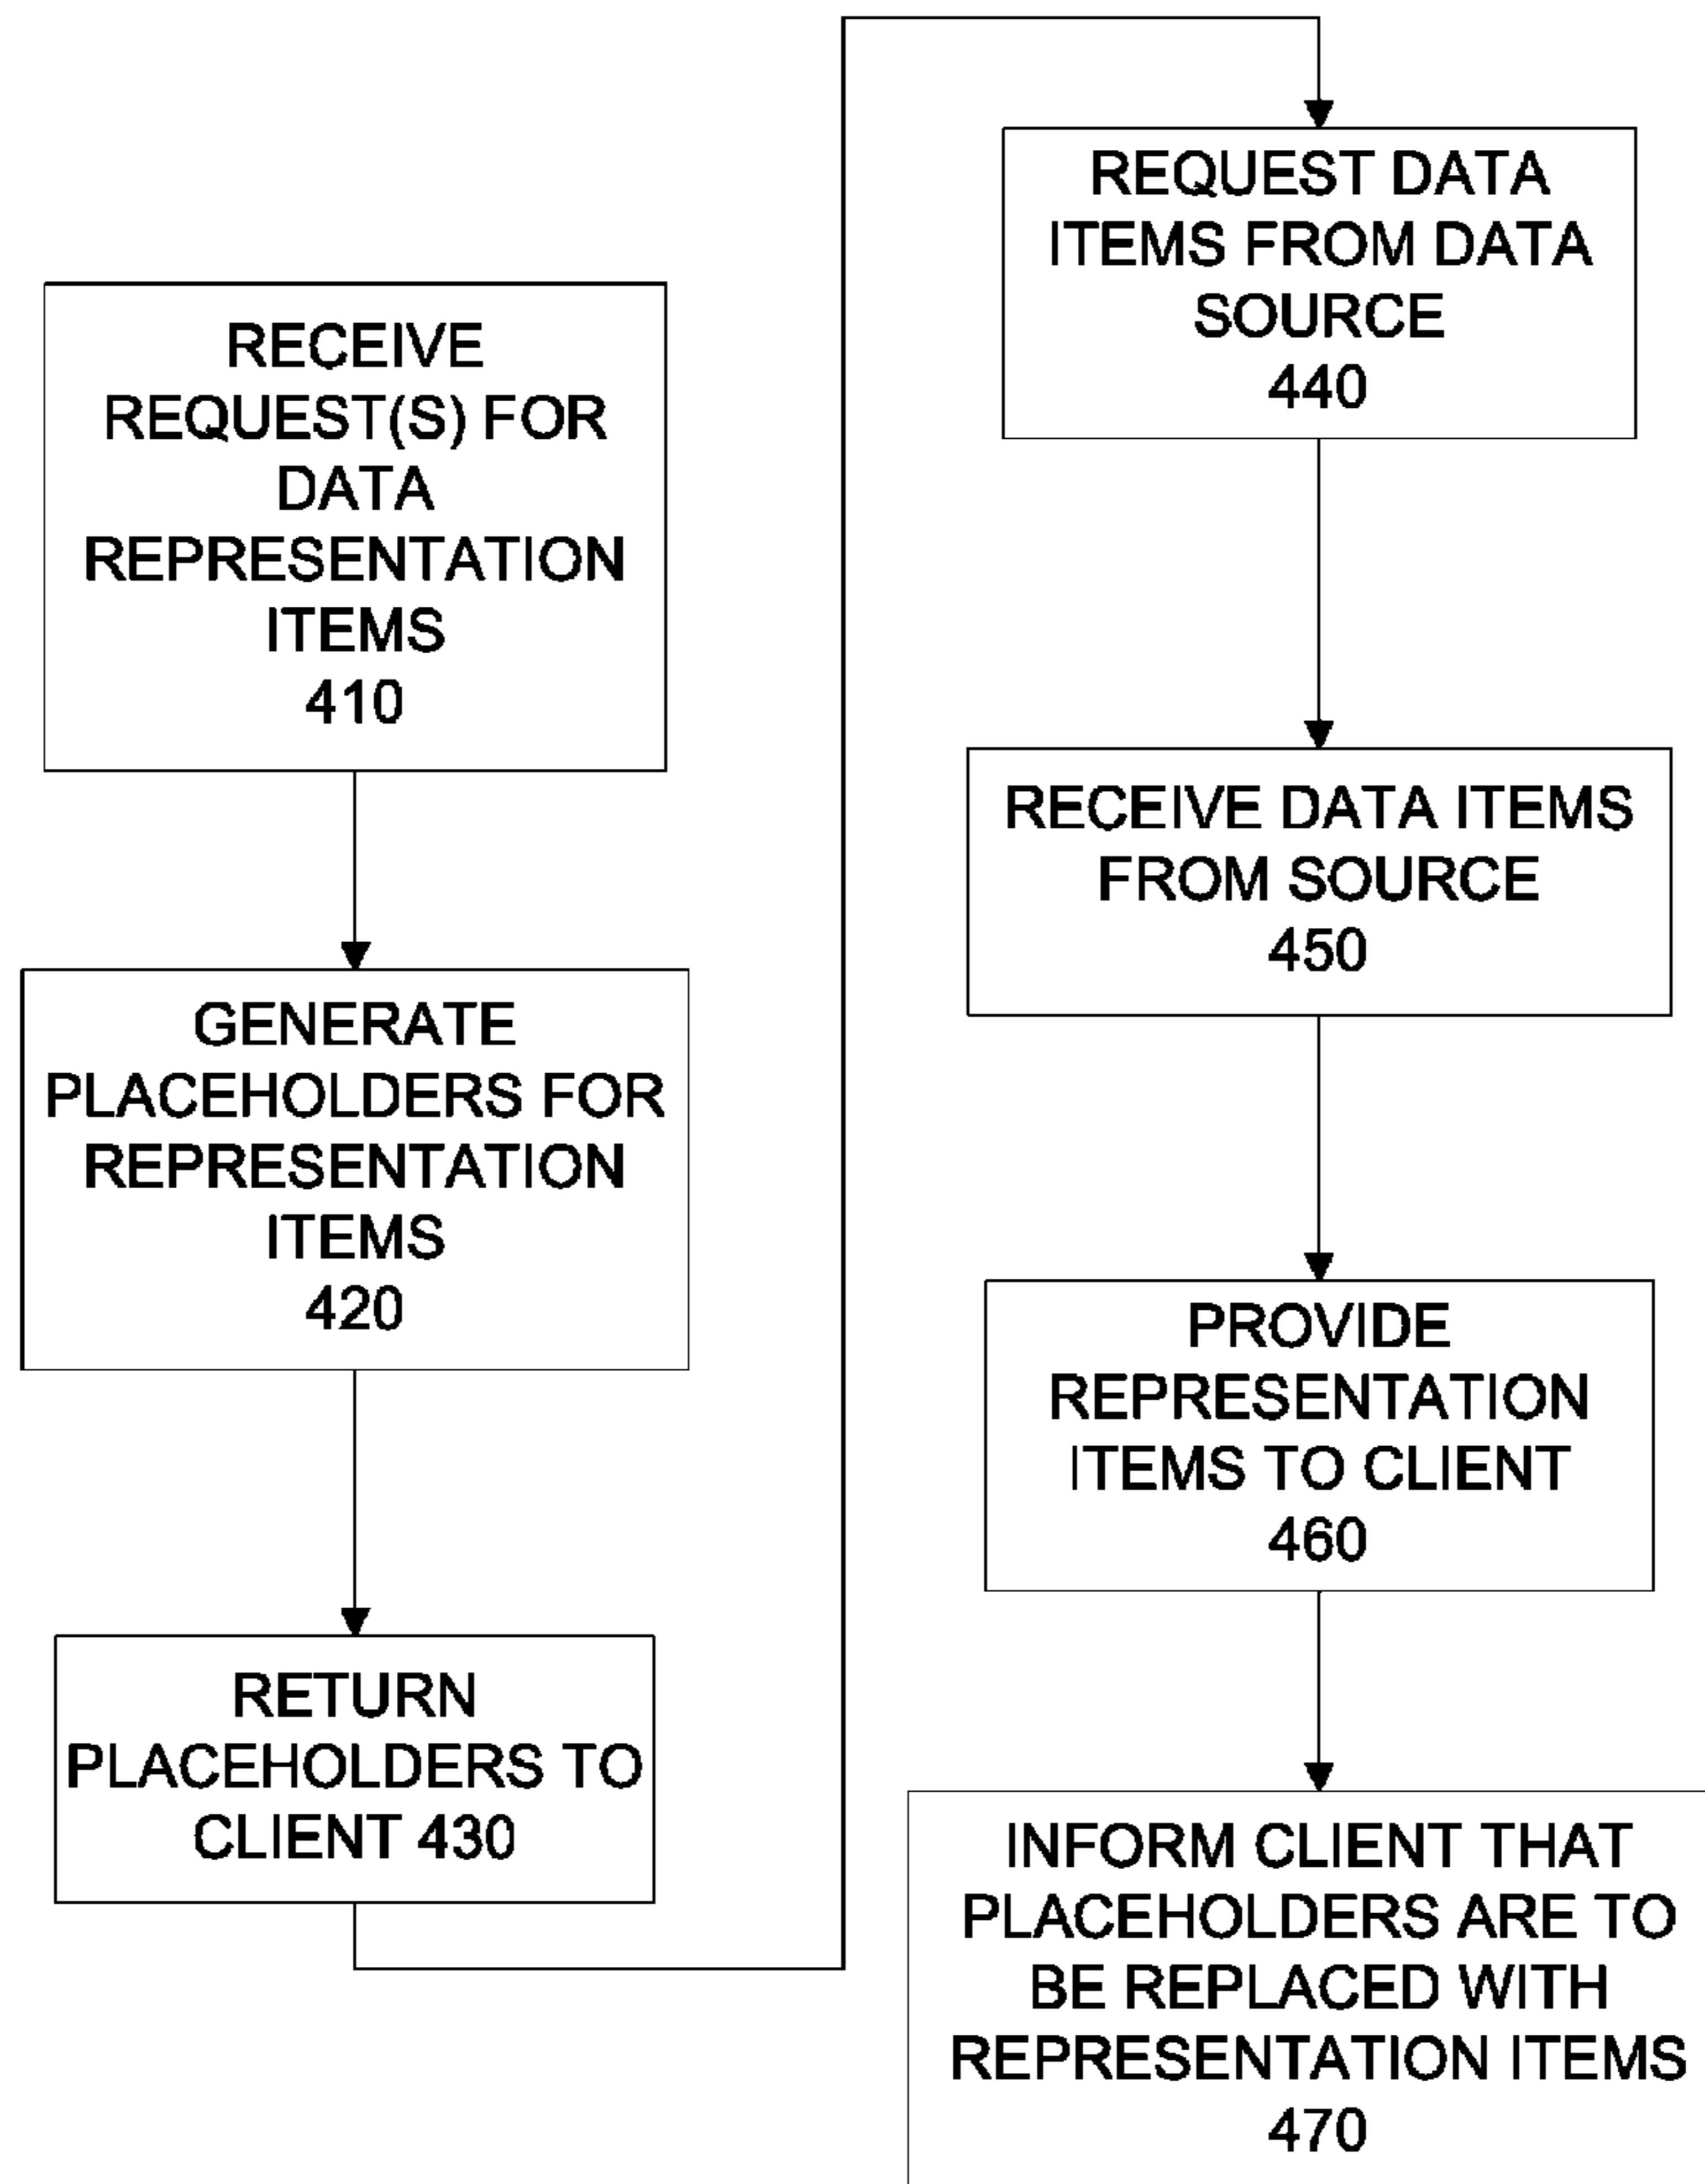 RECEIVE
REQUEST(S) FOR
DATA
REPRESENTATION
ITEMS
410
GENERATE
PLACEHOLDERS FOR
REPRESENTATION
ITEMS
420
RETURN
PLACEHOLDERS TO
CLIENT 430
REQUEST DATA
ITEMS FROM DATA
SOURCE
440
RECEIVE DATA ITEMS
FROM SOURCE
450
PROVIDE
REPRESENTATION
ITEMS TO CLIENT
460
INFORM CLIENT THAT
PLACEHOLDERS ARE TO
BE REPLACED WITH
REPRESENTATION ITEMS
470